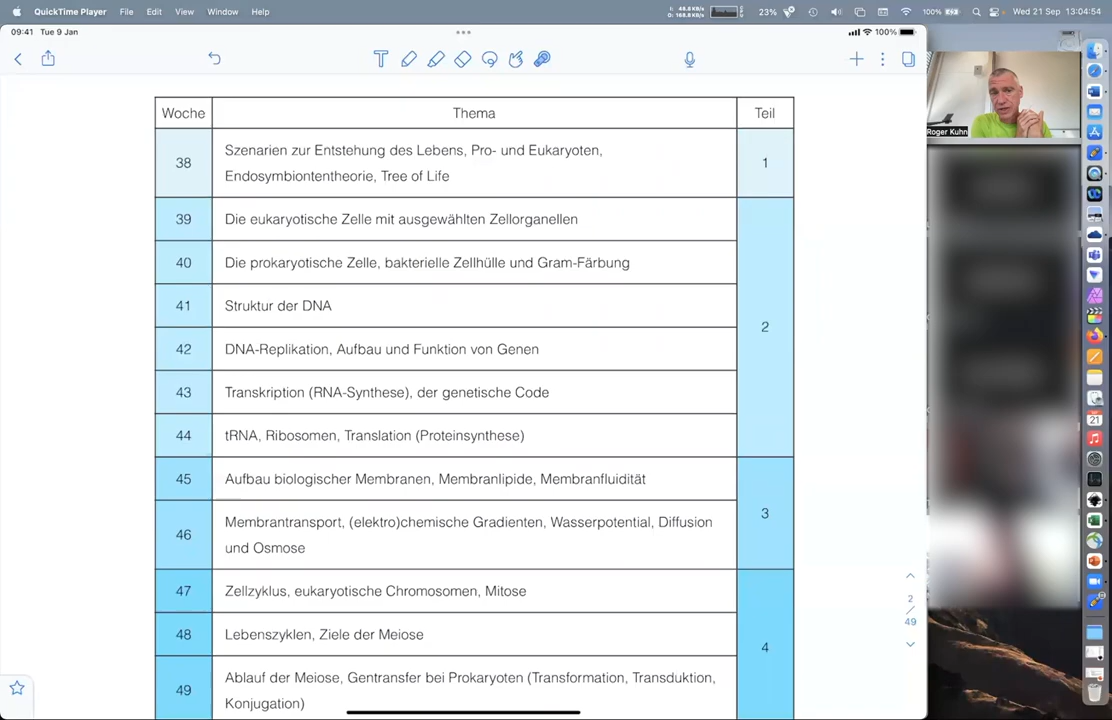 QuickTime Player File Edit View Window Help
23% 100% Wed 21 Sep 13:04:54
09:41 Tue 9 Jan 100%
Woche Thema Teil
38 Szenarien zur Entstehung des Lebens, Pro- und Eukaryoten, 1
Endosymbiontentheorie, Tree of Life
39 Die eukaryotische Zelle mit ausgewählten Zellorganellen
40 Die prokaryotische Zelle, bakterielle Zellhülle und Gram-Färbung
41 Struktur der DNA
2
42 DNA-Replikation, Aufbau und Funktion von Genen
43 Transkription (RNA-Synthese), der genetische Code
44 tRNA, Ribosomen, Translation (Proteinsynthese)
45 Aufbau biologischer Membranen, Membranlipide, Membranfluidität
3
46 Membrantransport, (elektro)chemische Gradienten, Wasserpotential, Diffusion
und Osmose
47 Zellzyklus, eukaryotische Chromosomen, Mitose
48 Lebenszyklen, Ziele der Meiose
4
49 Ablauf der Meiose, Gentransfer bei Prokaryoten (Transformation, Transduktion,
Konjugation)
2
/
49
Roger Kuhn
21